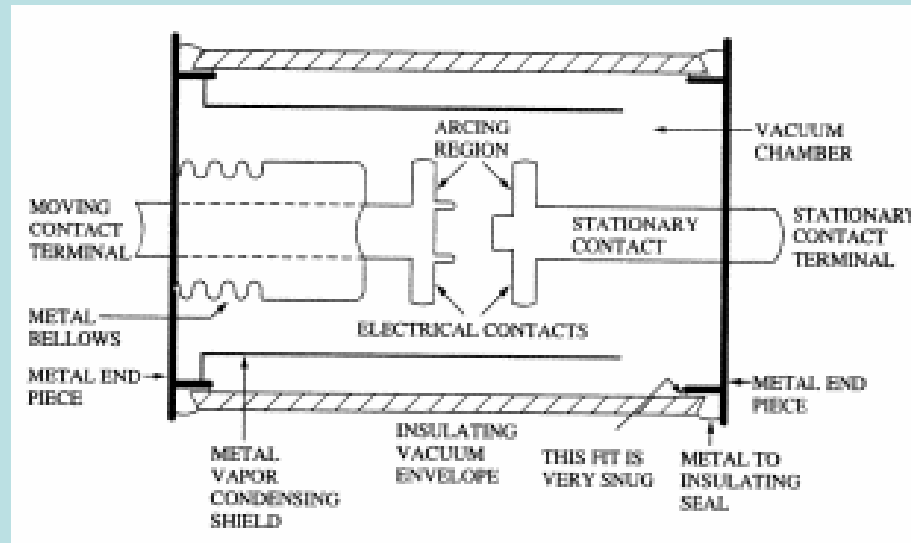 ARCING
REGION
VACUUM
CHAMBER
MOVING
CONTACT
TERMINAL
STATIONARY
CONTACT
STATIONARY
CONTACT
TERMINAL
METAL
BELLOWS
ELECTRICAL CONTACTS
METAL END
PIECE
METAL END
PIECE
METAL
VAPOR
CONDENSING
SHIELD
INSULATING
VACUUM
ENVELOPE
THIS FIT IS
VERY SNUG
METAL TO
INSULATING
SEAL